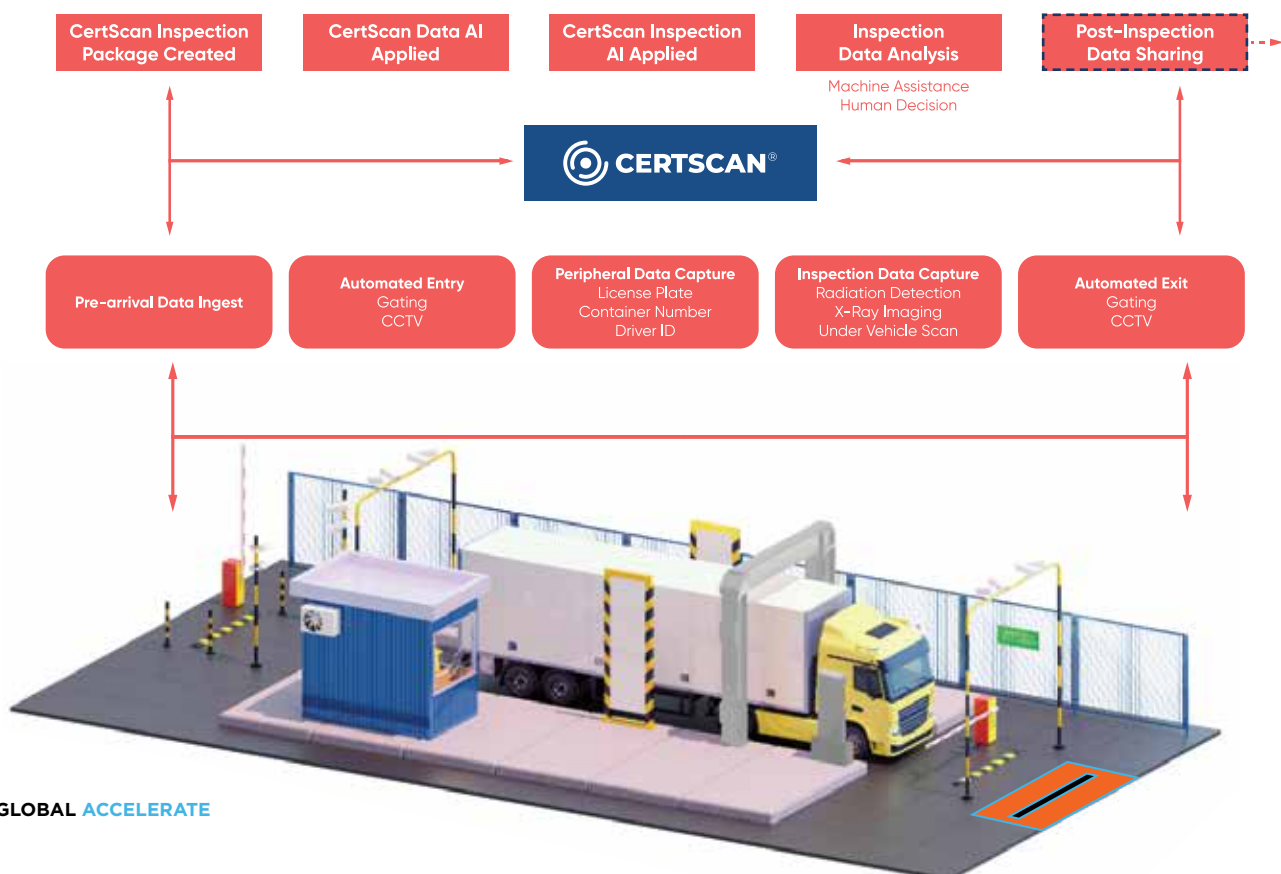 CertScan Inspection
Package Created
CertScan Data AI
Applied
CertScan Inspection
AI Applied
Inspection
Data Analysis
Machine Assistance
Human Decision
Post-Inspection
Data Sharing
CERTSCAN®
Pre-arrival Data Ingest
Automated Entry
Gating
CCTV
Peripheral Data Capture
License Plate
Container Number
Driver ID
Inspection Data Capture
Radiation Detection
X-Ray Imaging
Under Vehicle Scan
Automated Exit
Gating
CCTV
GLOBAL ACCELERATE